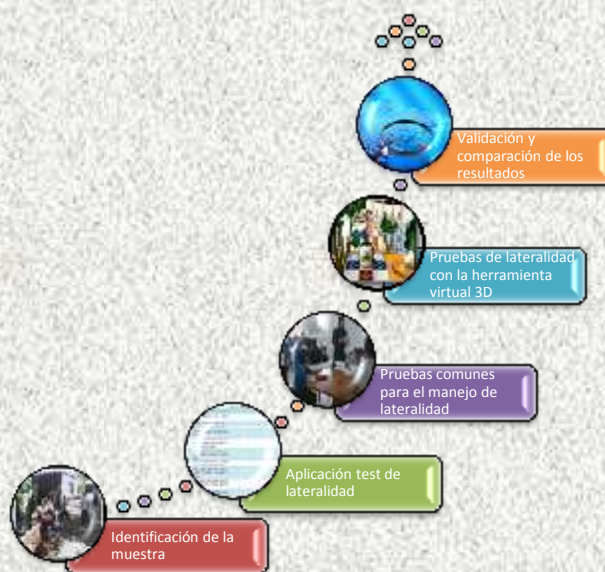 Validación y
comparación de los
resultados
Pruebas de lateralidad
con la herramienta
virtual 3D
Pruebas comunes
para el manejo de
lateralidad
Aplicación test de
lateralidad
Identificación de la
muestra